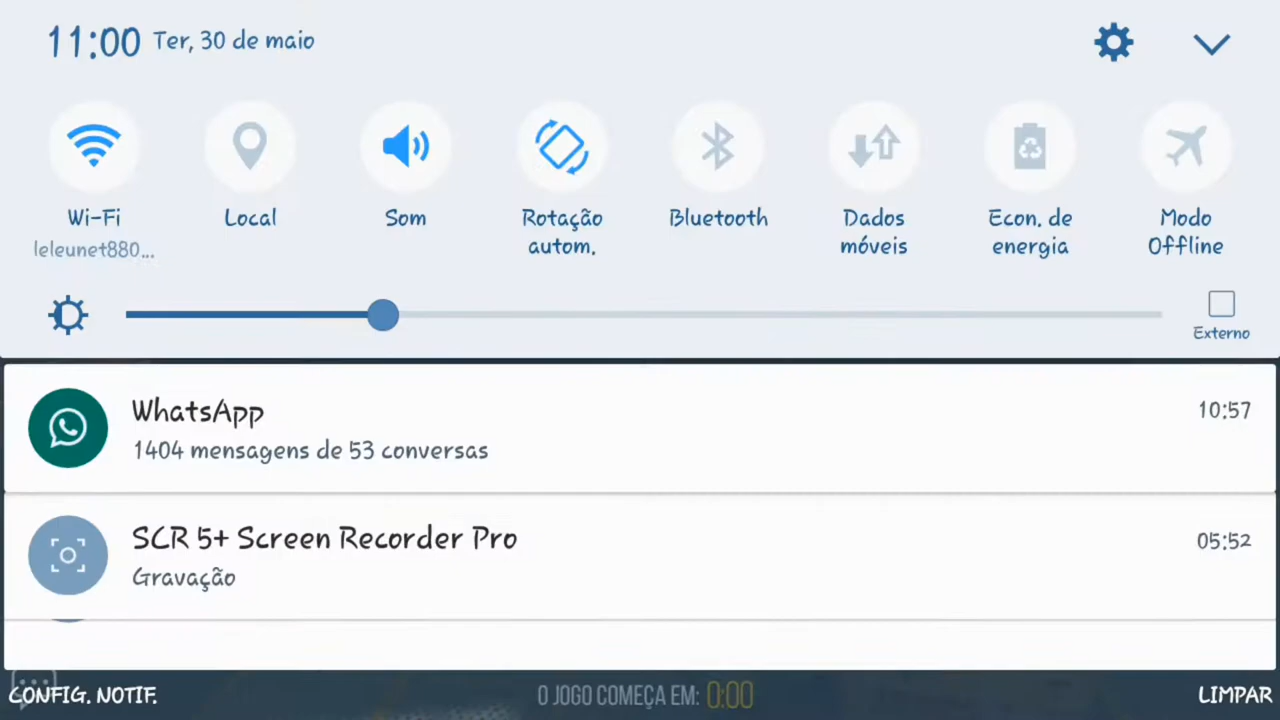 11:00 Ter, 30 de maio
Wi-Fi
leleunet880...
Local
Som
Rotação
autom.
Bluetooth
Dados
móveis
Econ. de
energia
Modo
Offline
Externo
WhatsApp
10:57
1404 mensagens de 53 conversas
SCR 5+ Screen Recorder Pro
05:52
Gravação
CONFIG. NOTIF.
O JOGO COMEÇA EM: 0:00
LIMPAR